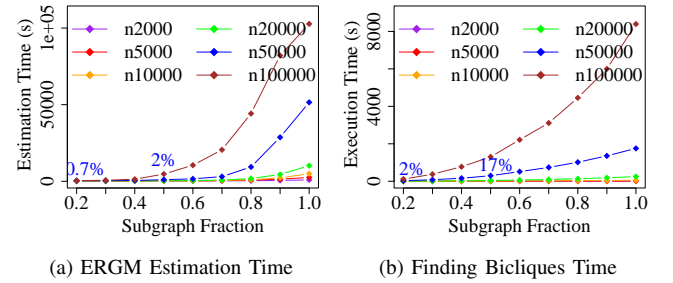 Estimation Time (s)
1e+05
50000
0
n2000
n5000
n10000
n20000
n50000
n100000
0.7%
2%
0.2 0.4 0.6 0.8 1.0
Subgraph Fraction
(a) ERGM Estimation Time
Execution Time (s)
8000
4000
0
n2000
n5000
n10000
n20000
n50000
n100000
2%
17%
0.2 0.4 0.6 0.8 1.0
Subgraph Fraction
(b) Finding Bicliques Time